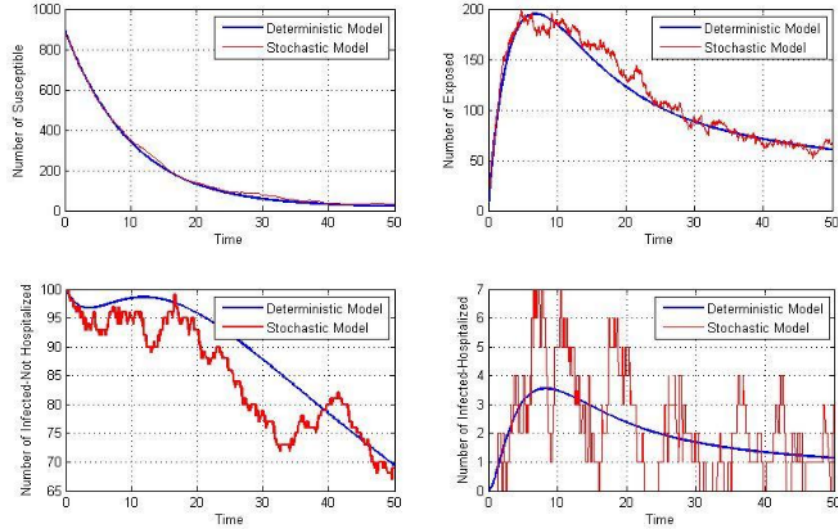 1000
800
600
400
200
0
Number of Susceptible
Deterministic Model
Stochastic Model
0 10 20 30 40 50
Time
200
150
100
50
0
Number of Exposed
Deterministic Model
Stochastic Model
0 10 20 30 40 50
Time
100
95
90
85
80
75
70
65
Number of Infected-Not Hospitalized
Deterministic Model
Stochastic Model
0 10 20 30 40 50
Time
7
6
5
4
3
2
1
0
Number of Infected-Hospitalized
Deterministic Model
Stochastic Model
0 10 20 30 40 50
Time